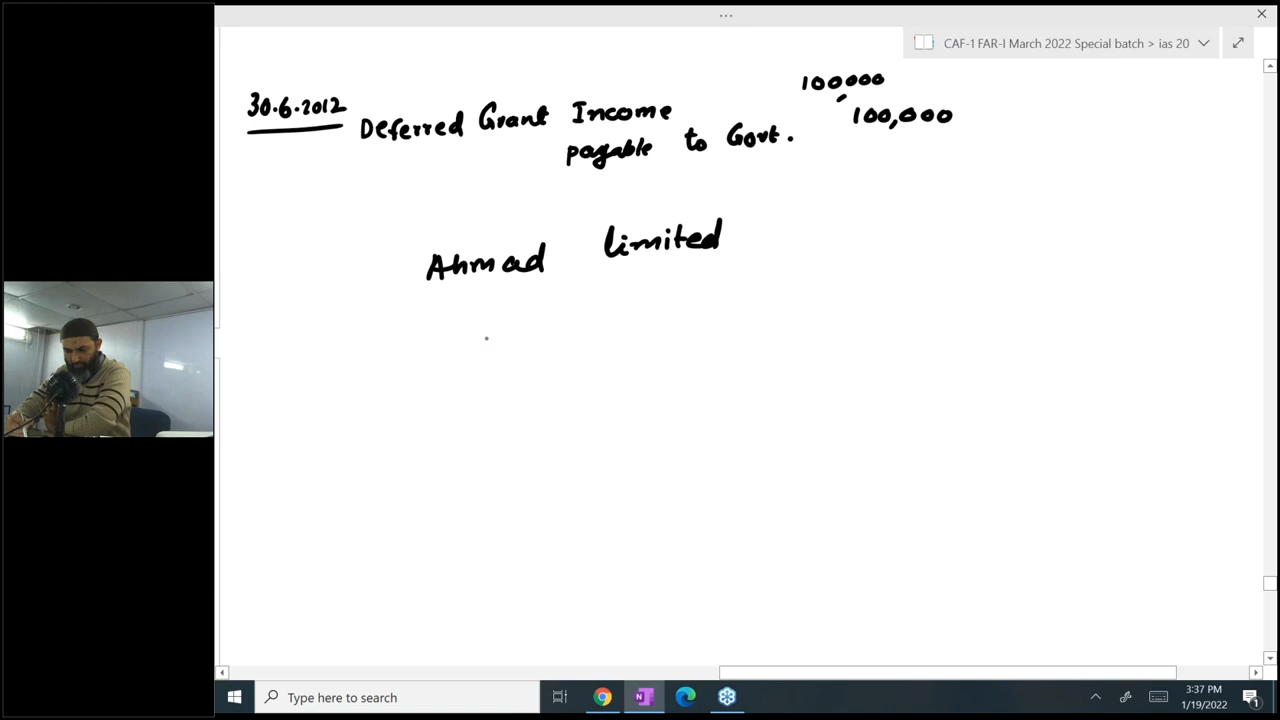 CAF-1 FAR-I March 2022 Special batch > ias 20
30.6.2012 Deferred Grant Income 100000
payable to Govt. 100,000
Ahmad limited
Type here to search
3:37 PM
1/19/2022
1